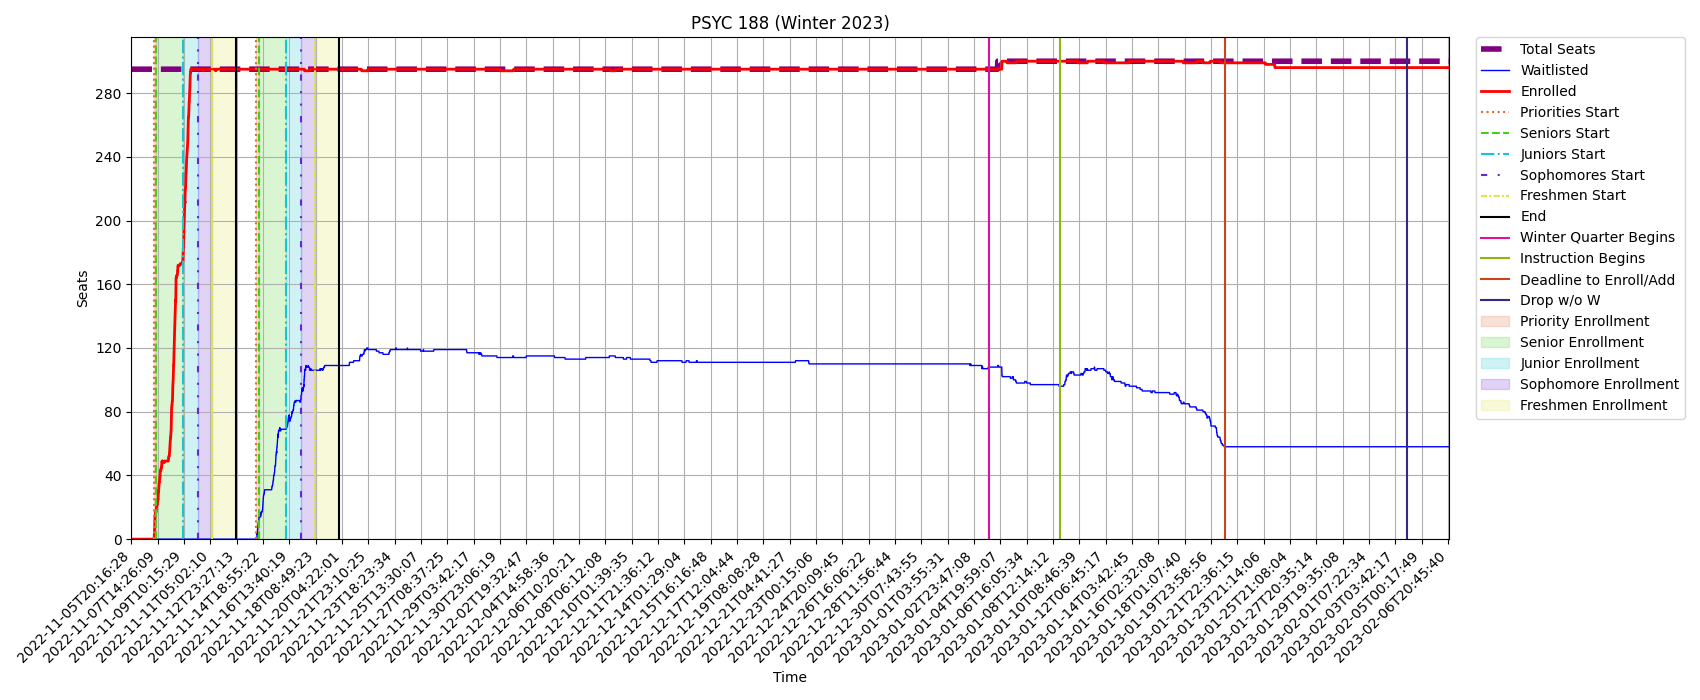 PSYC 188 (Winter 2023)
Seats
280
240
200
160
120
80
40
0
2022-11-05T20:16:28
2022-11-07T14:26:09
2022-11-09T10:15:29
2022-11-11T05:02:10
2022-11-12T23:27:13
2022-11-14T18:55:22
2022-11-16T13:40:19
2022-11-18T08:49:23
2022-11-20T04:22:01
2022-11-21T23:10:25
2022-11-23T18:23:34
2022-11-25T13:30:07
2022-11-27T08:37:25
2022-11-29T03:42:17
2022-11-30T23:06:19
2022-12-02T19:32:47
2022-12-04T14:58:36
2022-12-06T10:20:21
2022-12-08T06:12:08
2022-12-10T01:39:35
2022-12-11T21:36:12
2022-12-14T01:29:04
2022-12-15T16:16:48
2022-12-17T12:04:44
2022-12-19T08:08:28
2022-12-21T04:41:27
2022-12-23T00:15:06
2022-12-24T20:09:45
2022-12-26T16:06:22
2022-12-28T11:56:44
2022-12-30T07:43:55
2023-01-01T03:55:31
2023-01-02T23:47:08
2023-01-04T19:59:07
2023-01-06T16:05:34
2023-01-08T12:14:12
2023-01-10T08:46:39
2023-01-12T06:45:17
2023-01-14T03:42:45
2023-01-16T02:32:08
2023-01-18T01:07:40
2023-01-19T23:58:56
2023-01-21T22:36:15
2023-01-23T21:14:06
2023-01-25T21:08:04
2023-01-27T20:35:14
2023-01-29T19:35:08
2023-02-01T07:22:34
2023-02-03T03:42:17
2023-02-05T00:17:49
2023-02-06T20:45:40
Time
Total Seats
Waitlisted
Enrolled
Priorities Start
Seniors Start
Juniors Start
Sophomores Start
Freshmen Start
End
Winter Quarter Begins
Instruction Begins
Deadline to Enroll/Add
Drop w/o W
Priority Enrollment
Senior Enrollment
Junior Enrollment
Sophomore Enrollment
Freshmen Enrollment